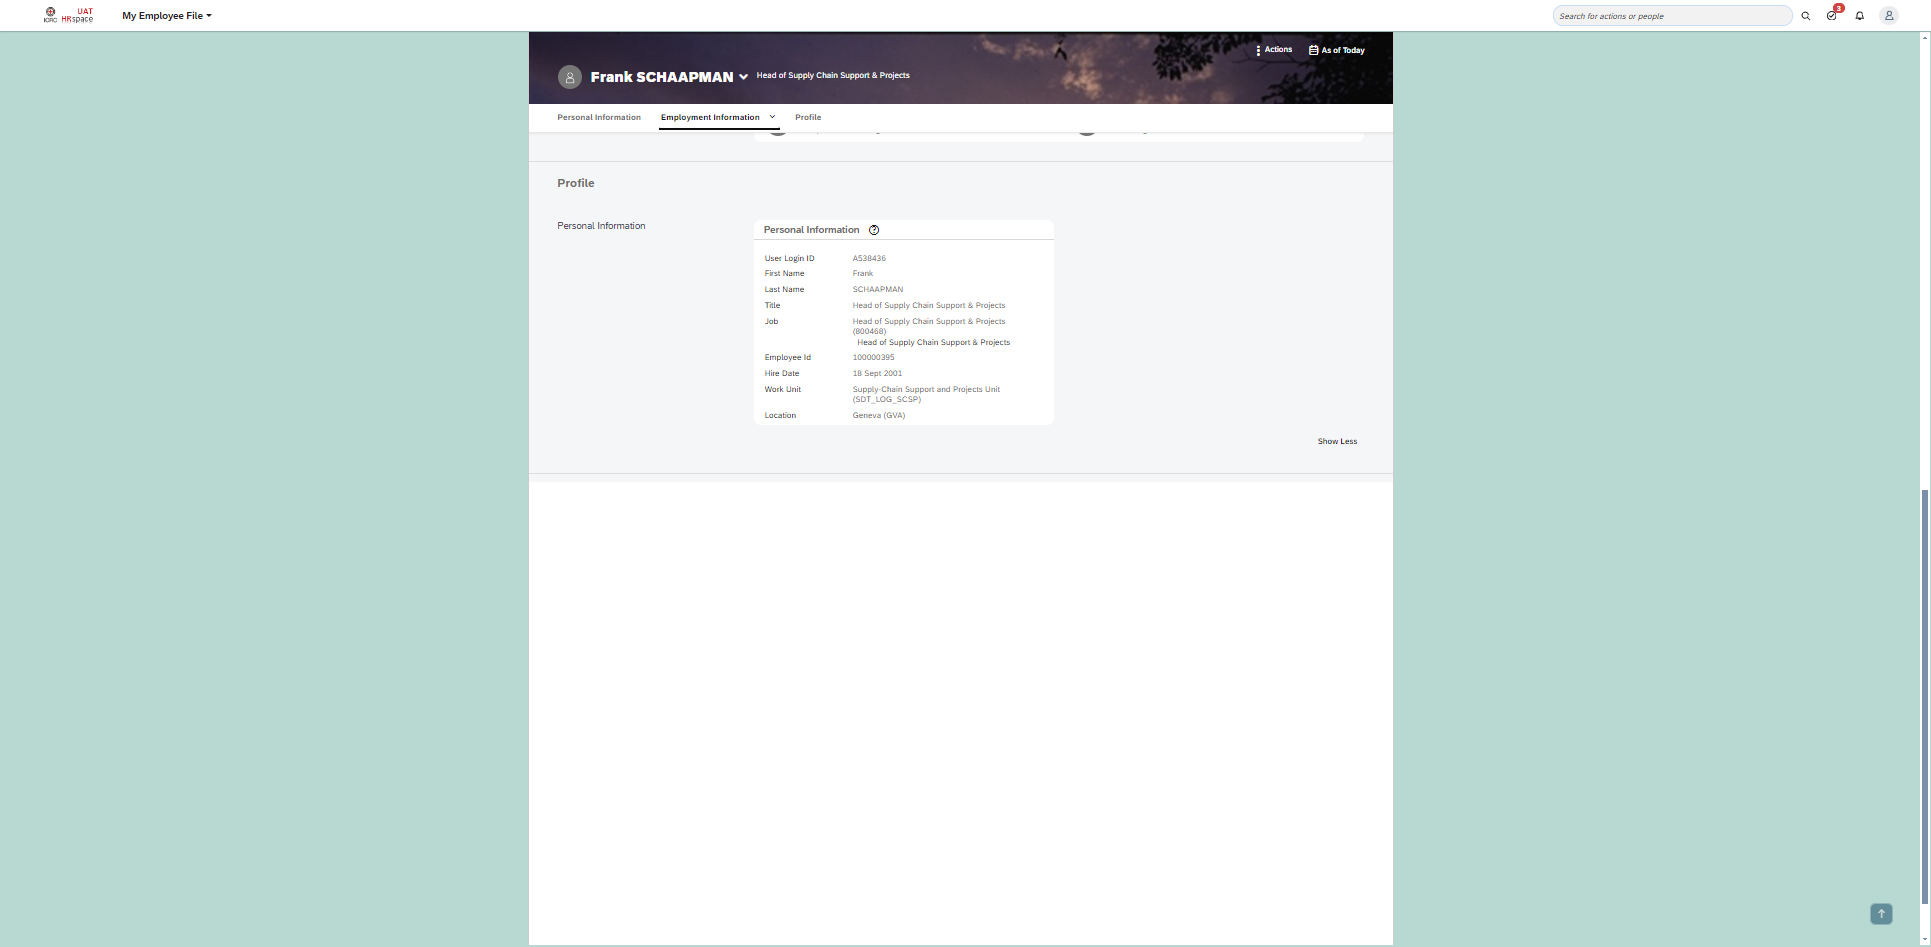 ICRC
UAT
HRspace
My Employee File
Search for actions or people
3
Actions
As of Today
Frank SCHAAPMAN
Head of Supply Chain Support & Projects
Personal Information
Employment Information
Profile
Profile
Personal Information
Personal Information
User Login ID A538436
First Name Frank
Last Name SCHAAPMAN
Title Head of Supply Chain Support & Projects
Job Head of Supply Chain Support & Projects
(800468)
Head of Supply Chain Support & Projects
Employee Id 100000395
Hire Date 18 Sept 2001
Work Unit Supply-Chain Support and Projects Unit
(SDT_LOG_SCSP)
Location Geneva (GVA)
Show Less